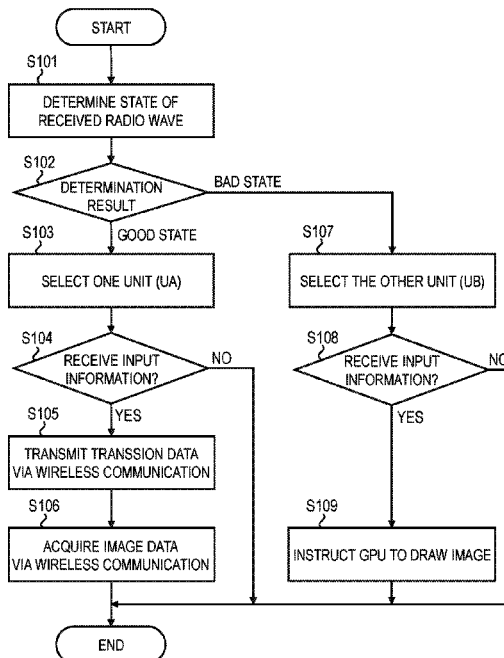 START
S101
DETERMINE STATE OF
RECEIVED RADIO WAVE
S102
DETERMINATION
RESULT
BAD STATE
GOOD STATE
S103
SELECT ONE UNIT (UA)
S107
SELECT THE OTHER UNIT (UB)
S104
RECEIVE INPUT
INFORMATION?
NO
YES
S108
RECEIVE INPUT
INFORMATION?
NO
YES
S105
TRANSMIT TRANSSION DATA
VIA WIRELESS COMMUNICATION
S106
ACQUIRE IMAGE DATA
VIA WIRELESS COMMUNICATION
S109
INSTRUCT GPU TO DRAW IMAGE
END